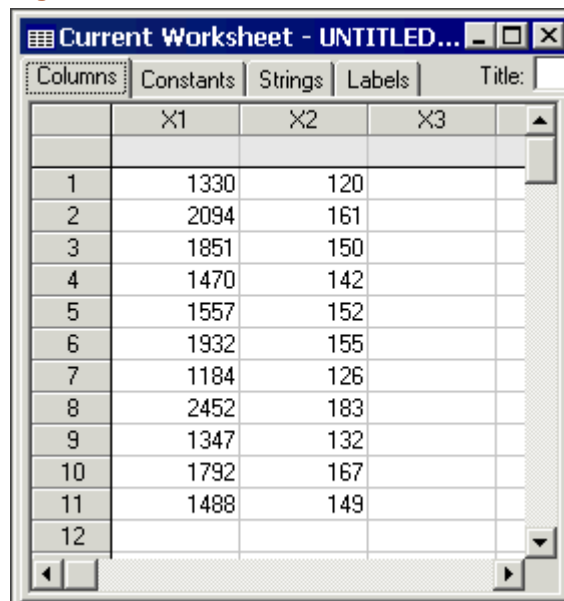 Current Worksheet - UNTITLED...
Columns Constants Strings Labels Title:
X1 X2 X3
1 1330 120
2 2094 161
3 1851 150
4 1470 142
5 1557 152
6 1932 155
7 1184 126
8 2452 183
9 1347 132
10 1792 167
11 1488 149
12